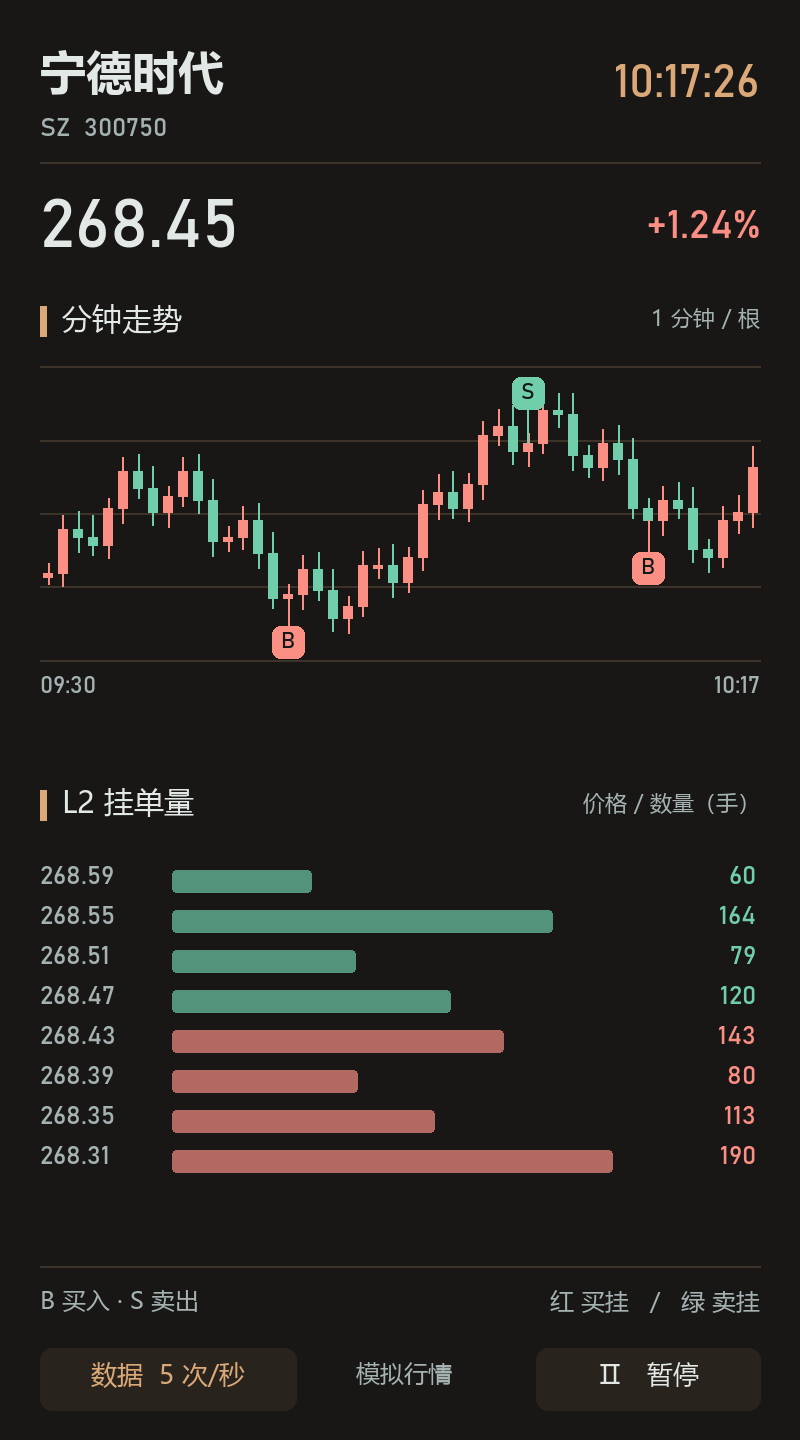 宁德时代
10:17:26
SZ 300750
268.45
+1.24%
分钟走势
1 分钟 / 根
S
B
B
09:30
10:17
L2 挂单量
价格 / 数量（手）
268.59 60
268.55 164
268.51 79
268.47 120
268.43 143
268.39 80
268.35 113
268.31 190
B 买入 · S 卖出
红 买挂 / 绿 卖挂
数据 5 次/秒
模拟行情
Ⅱ 暂停